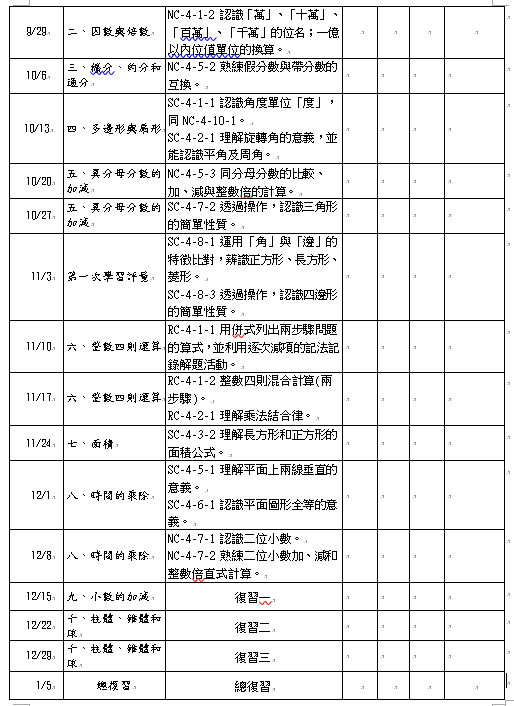 9/29
二、因數與倍數
NC-4-1-2 認識「萬」、「十萬」、
「百萬」、「千萬」的位名；一億
以內位值單位的換算。
10/6
三、擴分、約分和
通分
NC-4-5-2 熟練假分數與帶分數的
互換。
10/13
四、多邊形與扇形
SC-4-1-1 認識角度單位「度」，
同 NC-4-10-1。
SC-4-2-1 理解旋轉角的意義，並
能認識平角及周角。
10/20
五、異分母分數的
加減
NC-4-5-3 同分母分數的比較、
加、減與整數倍的計算。
10/27
五、異分母分數的
加減
SC-4-7-2 透過操作，認識三角形
的簡單性質。
11/3
第一次學習評量
SC-4-8-1 運用「角」與「邊」的
特徵比對，辨識正方形、長方形、
菱形。
SC-4-8-3 透過操作，認識四邊形
的簡單性質。
11/10
六、整數四則運算
RC-4-1-1 用併式列出兩步驟問題
的算式，並利用逐次減項的記法記
錄解題活動。
11/17
六、整數四則運算
RC-4-1-2 整數四則混合計算(兩
步驟)。
RC-4-2-1 理解乘法結合律。
11/24
七、面積
SC-4-3-2 理解長方形和正方形的
面積公式。
12/1
八、時間的乘除
SC-4-5-1 理解平面上兩線垂直的
意義。
SC-4-6-1 認識平面圖形全等的意
義。
12/8
八、時間的乘除
NC-4-7-1 認識二位小數。
NC-4-7-2 熟練二位小數加、減和
整數倍直式計算。
12/15
九、小數的加減
復習一
12/22
十、柱體、錐體和
球
復習二
12/29
十、柱體、錐體和
球
復習三
1/5
總復習
總復習